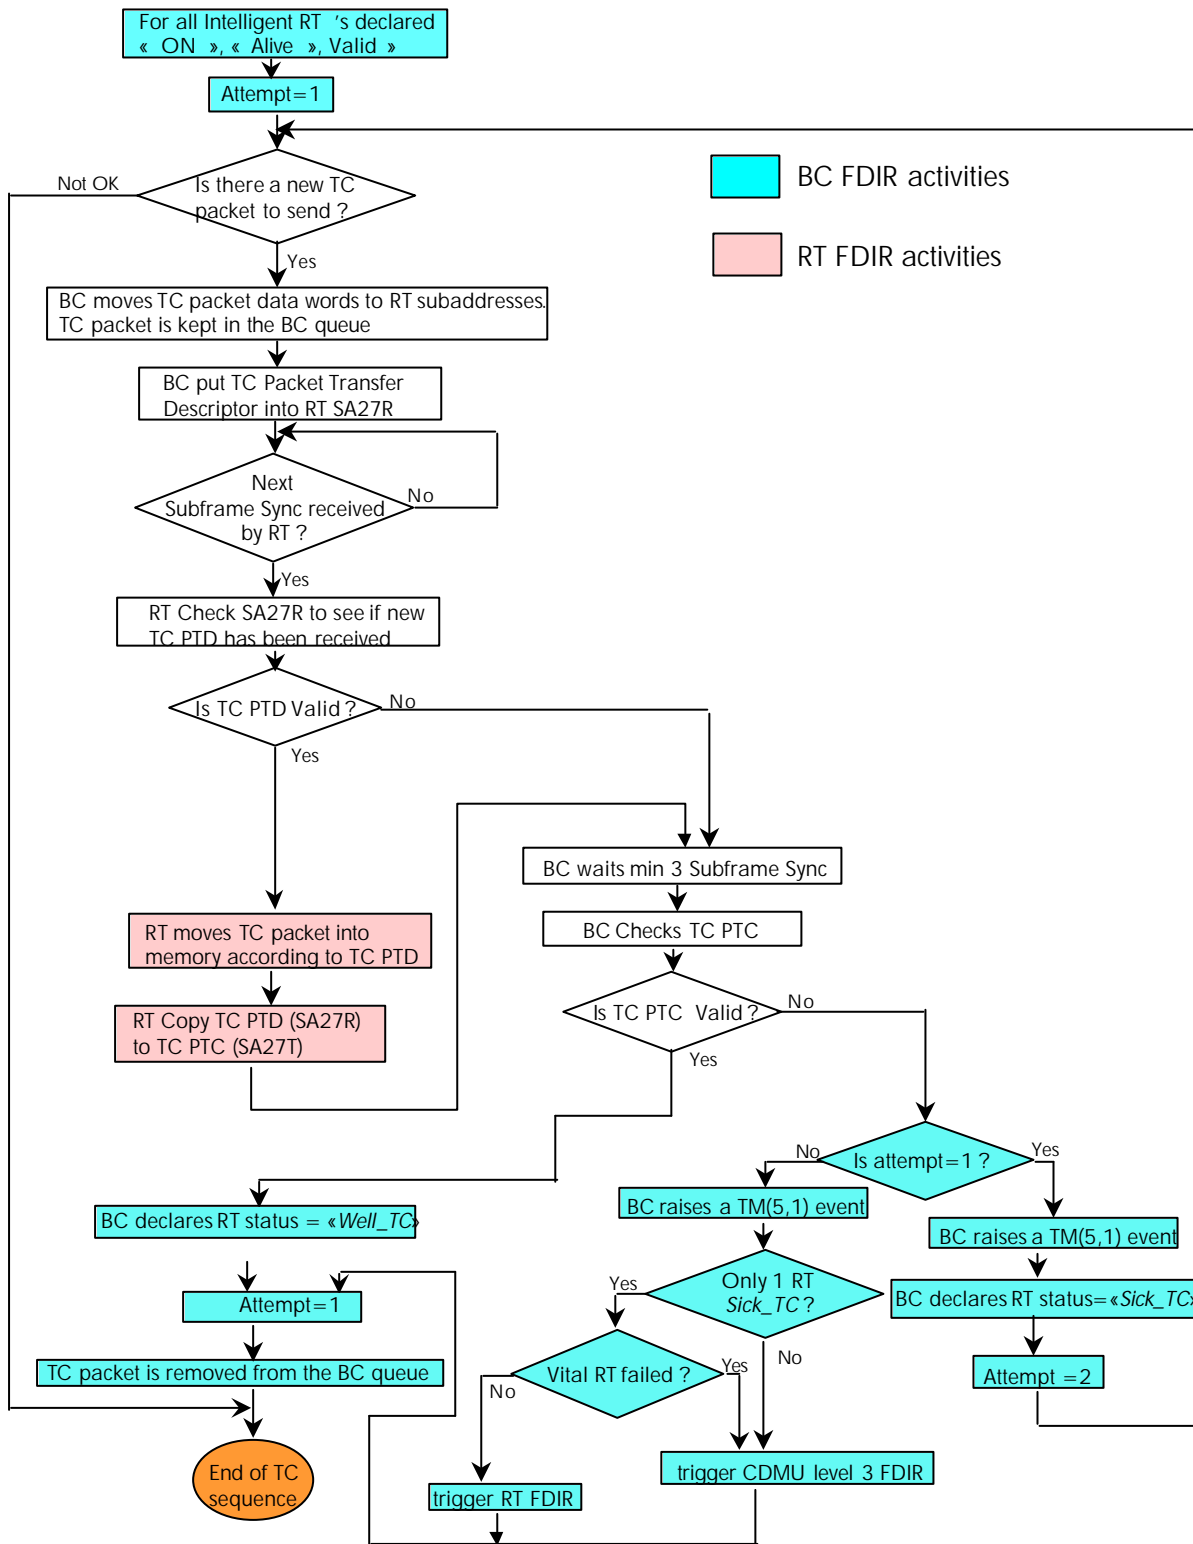 For all Intelligent RT 's declared
« ON », « Alive », Valid »
Attempt=1
Not OK
Is there a new TC
packet to send ?
BC FDIR activities
RT FDIR activities
Yes
BC moves TC packet data words to RT subaddresses.
TC packet is kept in the BC queue
BC put TC Packet Transfer
Descriptor into RT SA27R
Next
Subframe Sync received
by RT ?
No
Yes
RT Check SA27R to see if new
TC PTD has been received
Is TC PTD Valid ?
No
Yes
BC waits min 3 Subframe Sync
BC Checks TC PTC
RT moves TC packet into
memory according to TC PTD
RT Copy TC PTD (SA27R)
to TC PTC (SA27T)
Is TC PTC Valid ?
No
Yes
Is attempt=1 ?
No
Yes
BC raises a TM(5,1) event
BC raises a TM(5,1) event
BC declares RT status = «Well_TC»
Only 1 RT
Sick_TC ?
Yes
No
BC declares RT status=«Sick_TC»
Attempt=1
TC packet is removed from the BC queue
Vital RT failed ?
Yes
No
Attempt =2
End of TC
sequence
trigger RT FDIR
trigger CDMU level 3 FDIR